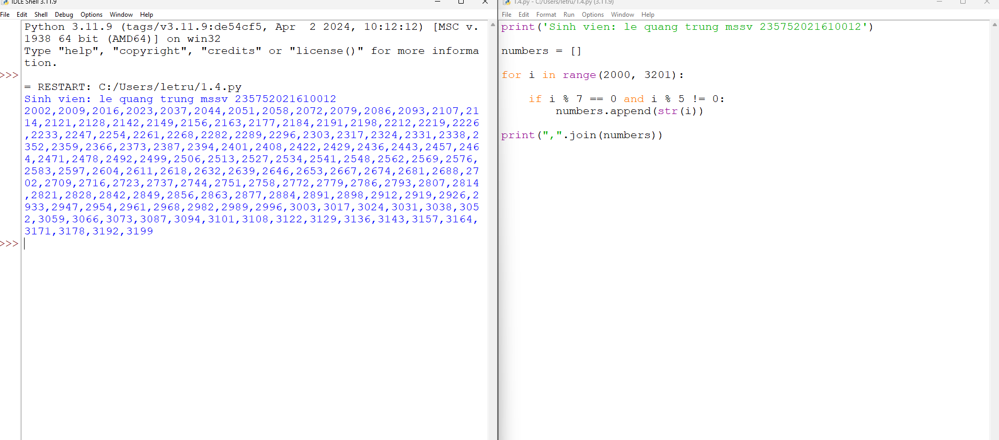 IDLE Shell 3.11.9
File Edit Shell Debug Options Window Help
Python 3.11.9 (tags/v3.11.9:de54cf5, Apr  2 2024, 10:12:12) [MSC v.
1938 64 bit (AMD64)] on win32
Type "help", "copyright", "credits" or "license()" for more informa
tion.
>>>
= RESTART: C:/Users/letru/1.4.py
Sinh vien: le quang trung mssv 235752021610012
2002,2009,2016,2023,2037,2044,2051,2058,2072,2079,2086,2093,2107,21
14,2121,2128,2142,2149,2156,2163,2177,2184,2191,2198,2212,2219,2226
,2233,2247,2254,2261,2268,2282,2289,2296,2303,2317,2324,2331,2338,2
352,2359,2366,2373,2387,2394,2401,2408,2422,2429,2436,2443,2457,246
4,2471,2478,2492,2499,2506,2513,2527,2534,2541,2548,2562,2569,2576,
2583,2597,2604,2611,2618,2632,2639,2646,2653,2667,2674,2681,2688,27
02,2709,2716,2723,2737,2744,2751,2758,2772,2779,2786,2793,2807,2814
,2821,2828,2842,2849,2856,2863,2877,2884,2891,2898,2912,2919,2926,2
933,2947,2954,2961,2968,2982,2989,2996,3003,3017,3024,3031,3038,305
2,3059,3066,3073,3087,3094,3101,3108,3122,3129,3136,3143,3157,3164,
3171,3178,3192,3199
>>>
1.4.py - C:/Users/letru/1.4.py (3.11.9)
File Edit Format Run Options Window Help
print('Sinh vien: le quang trung mssv 235752021610012')
numbers = []
for i in range(2000, 3201):
    if i % 7 == 0 and i % 5 != 0:
        numbers.append(str(i))
print(",".join(numbers))